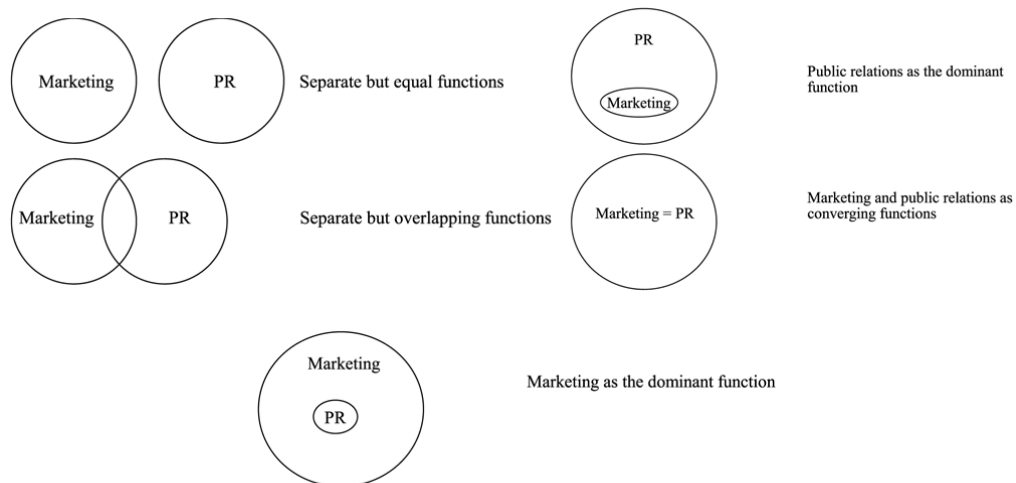 Marketing
PR
Separate but equal functions
PR
Marketing
Public relations as the dominant
function
Marketing
PR
Separate but overlapping functions
Marketing = PR
Marketing and public relations as
converging functions
Marketing
PR
Marketing as the dominant function